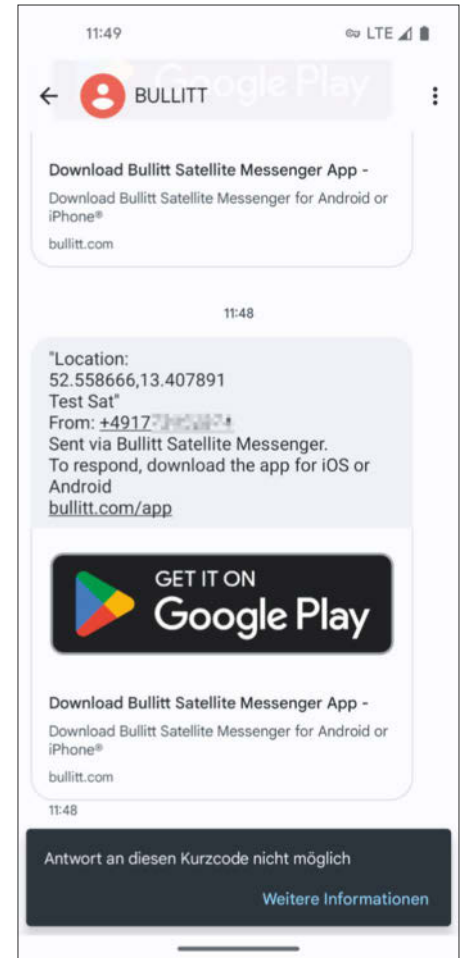 11:49
LTE
BULLITT
Google Play
Download Bullitt Satellite Messenger App -
Download Bullitt Satellite Messenger for Android or
iPhone®
bullitt.com
11:48
"Location:
52.558666,13.407891
Test Sat"
From: +4917
Sent via Bullitt Satellite Messenger.
To respond, download the app for iOS or
Android
bullitt.com/app
GET IT ON
Google Play
Download Bullitt Satellite Messenger App -
Download Bullitt Satellite Messenger for Android or
iPhone®
bullitt.com
11:48
Antwort an diesen Kurzcode nicht möglich
Weitere Informationen